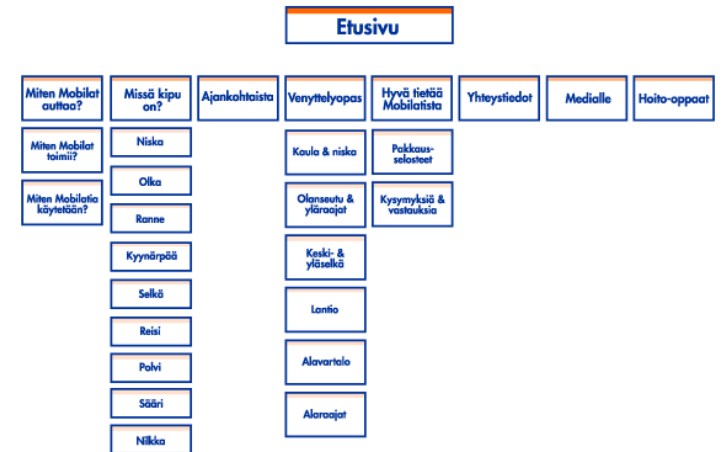 Etusivu
Miten Mobilat
auttaa?
Missä kipu
on?
Ajankohtaista
Venyttelyopas
Hyvä tietää
Mobilatista
Yhteystiedot
Medialle
Hoito-oppaat
Miten Mobilat
toimii?
Miten Mobilatia
käytetään?
Niska
Olka
Ranne
Kyynärpää
Selkä
Reisi
Polvi
Sääri
Nilkka
Kaula & niska
Olanseutu &
yläraajat
Keski- &
yläselkä
Lantio
Alavartalo
Alaraajat
Pakkaus-
selosteet
Kysymyksiä &
vastauksia